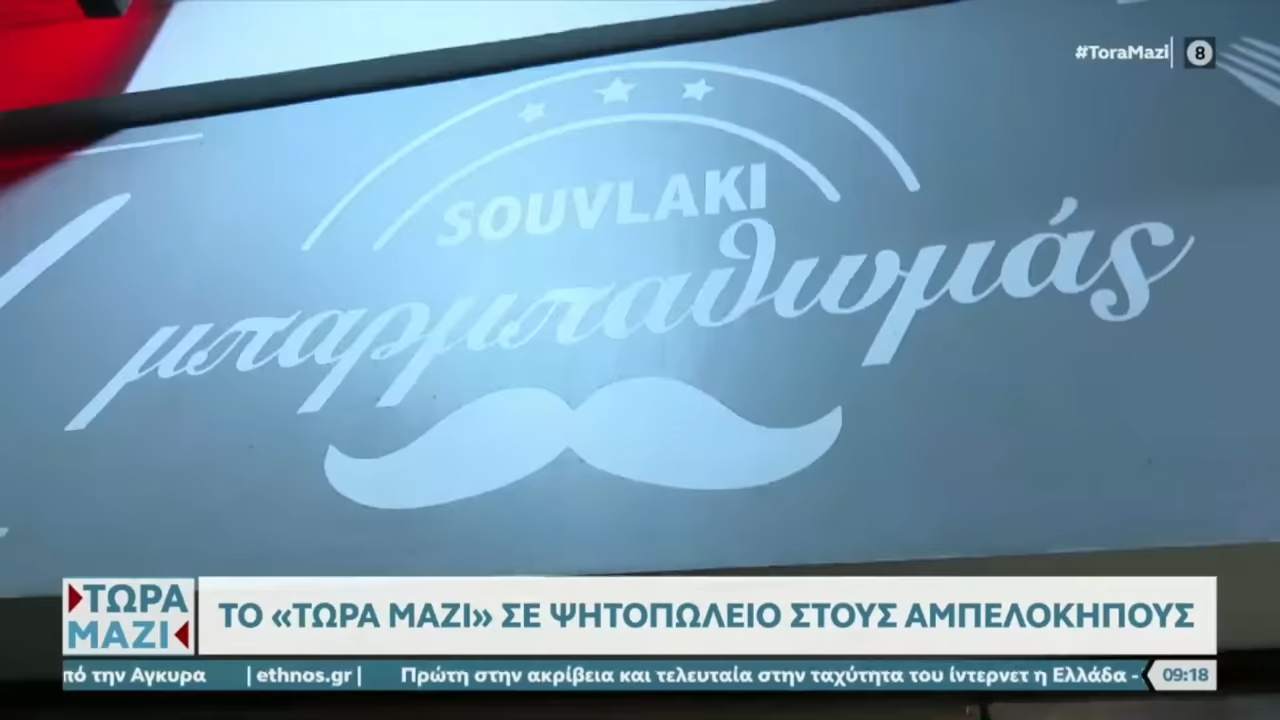 #ToraMazi
8
SOUVLAKI
μπαρμπαθωμάς
ΤΩΡΑ
ΜΑΖΙ
ΤΟ «ΤΩΡΑ ΜΑΖΙ» ΣΕ ΨΗΤΟΠΩΛΕΙΟ ΣΤΟΥΣ ΑΜΠΕΛΟΚΗΠΟΥΣ
πό την Αγκυρα | ethnos.gr | Πρώτη στην ακρίβεια και τελευταία στην ταχύτητα του ίντερνετ η Ελλάδα -
09:18